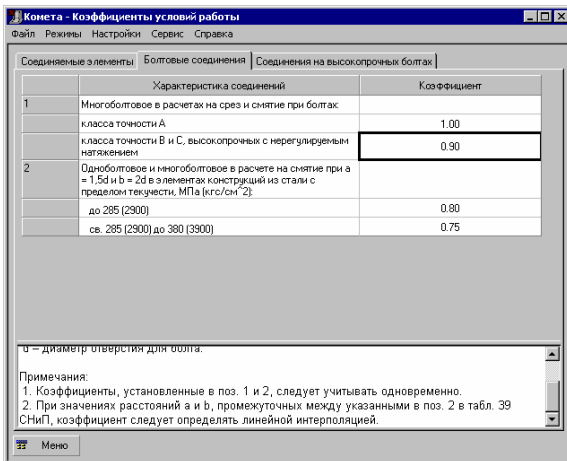 Комета - Коэффициенты условий работы
Файл Режимы Настройки Сервис Справка
Соединяемые элементы Болтовые соединения Соединения на высокопрочных болтах
Характеристика соединений Коэффициент
1 Многоболтовое в расчетах на срез и смятие при болтах:
класса точности А 1.00
класса точности В и С, высокопрочных с нерегулируемым
натяжением 0.90
2 Одноболтовое и многоболтовое в расчете на смятие при a
= 1,5d и b = 2d в элементах конструкций из стали с
пределом текучести, МПа (кгс/см^2):
до 285 (2900) 0.80
св. 285 (2900) до 380 (3900) 0.75
d – диаметр отверстия для болта.
Примечания:
1. Коэффициенты, установленные в поз. 1 и 2, следует учитывать одновременно.
2. При значениях расстояний a и b, промежуточных между указанными в поз. 2 в табл. 39
СНиП, коэффициент следует определять линейной интерполяцией.
Меню